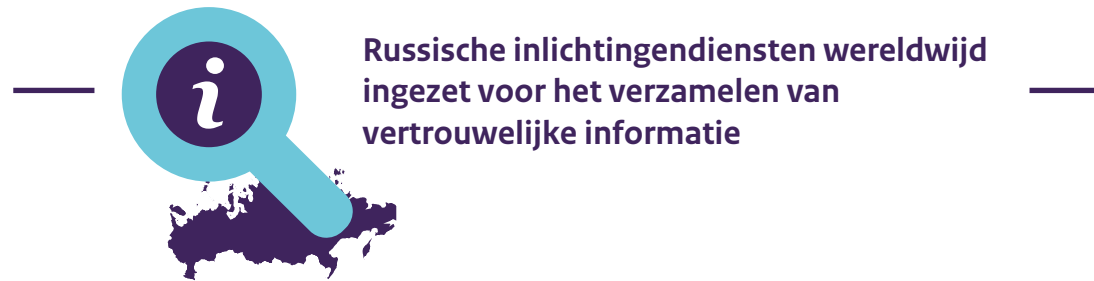 i
Russische inlichtingendiensten wereldwijd
ingezet voor het verzamelen van
vertrouwelijke informatie